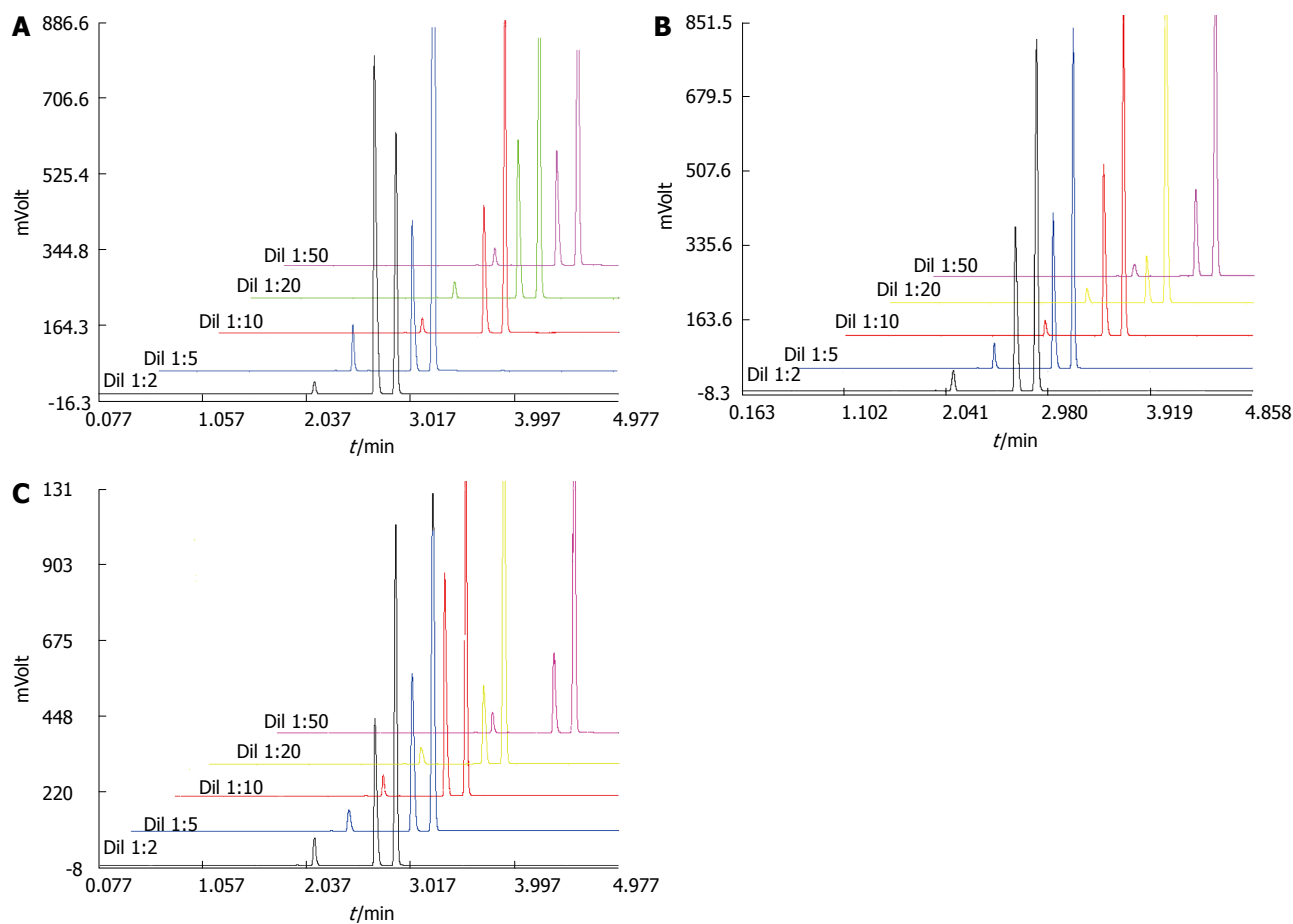 A
886.6
706.6
525.4
344.8
164.3
-16.3
mVolt
Dil 1:50
Dil 1:20
Dil 1:10
Dil 1:5
Dil 1:2
0.077 1.057 2.037 3.017 3.997 4.977
t/min
B
851.5
679.5
507.6
335.6
163.6
-8.3
mVolt
Dil 1:50
Dil 1:20
Dil 1:10
Dil 1:5
Dil 1:2
0.163 1.102 2.041 2.980 3.919 4.858
t/min
C
131
903
675
448
220
-8
mVolt
Dil 1:50
Dil 1:20
Dil 1:10
Dil 1:5
Dil 1:2
0.077 1.057 2.037 3.017 3.997 4.977
t/min